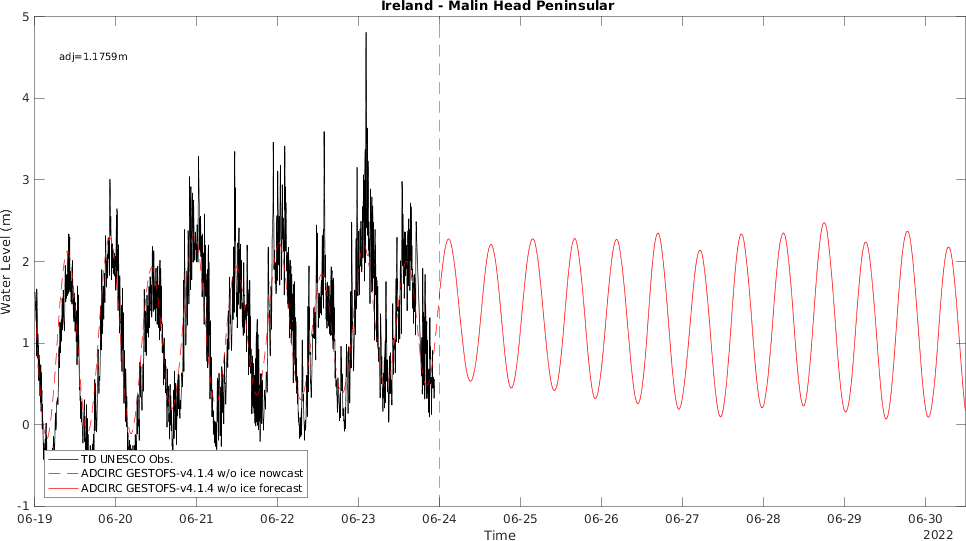 Ireland - Malin Head Peninsular
adj=1.1759m
5
4
3
2
1
0
-1
Water Level (m)
TD UNESCO Obs.
ADCIRC GESTOFS-v4.1.4 w/o ice nowcast
ADCIRC GESTOFS-v4.1.4 w/o ice forecast
06-19 06-20 06-21 06-22 06-23 06-24 06-25 06-26 06-27 06-28 06-29 06-30
Time
2022